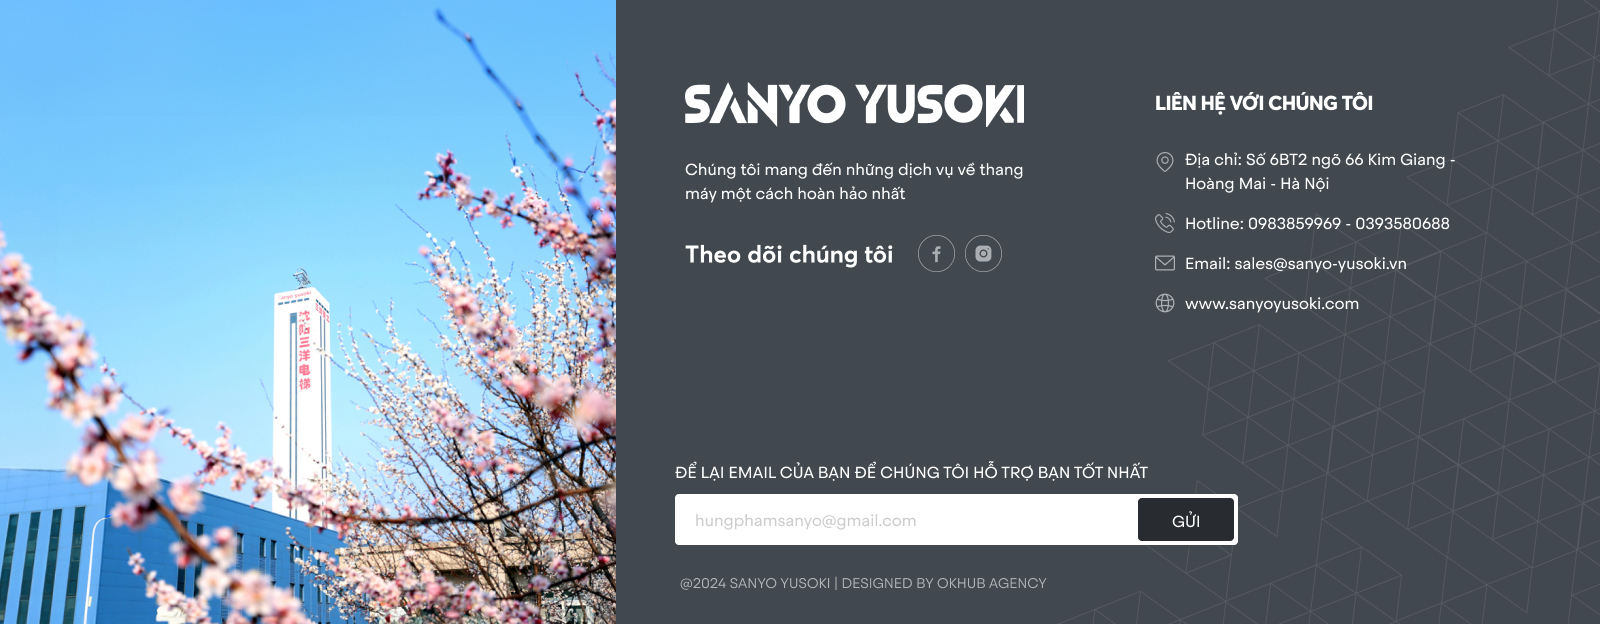 SANYO YUSOKI
沈阳三洋电梯
SANYO YUSOKI
Chúng tôi mang đến những dịch vụ về thang
máy một cách hoàn hảo nhất
Theo dõi chúng tôi
LIÊN HỆ VỚI CHÚNG TÔI
Địa chỉ: Số 6BT2 ngõ 66 Kim Giang -
Hoàng Mai - Hà Nội
Hotline: 0983859969 - 0393580688
Email: sales@sanyo-yusoki.vn
www.sanyoyusoki.com
ĐỂ LẠI EMAIL CỦA BẠN ĐỂ CHÚNG TÔI HỖ TRỢ BẠN TỐT NHẤT
hungphamsanyo@gmail.com
GỬI
@2024 SANYO YUSOKI | DESIGNED BY OKHUB AGENCY